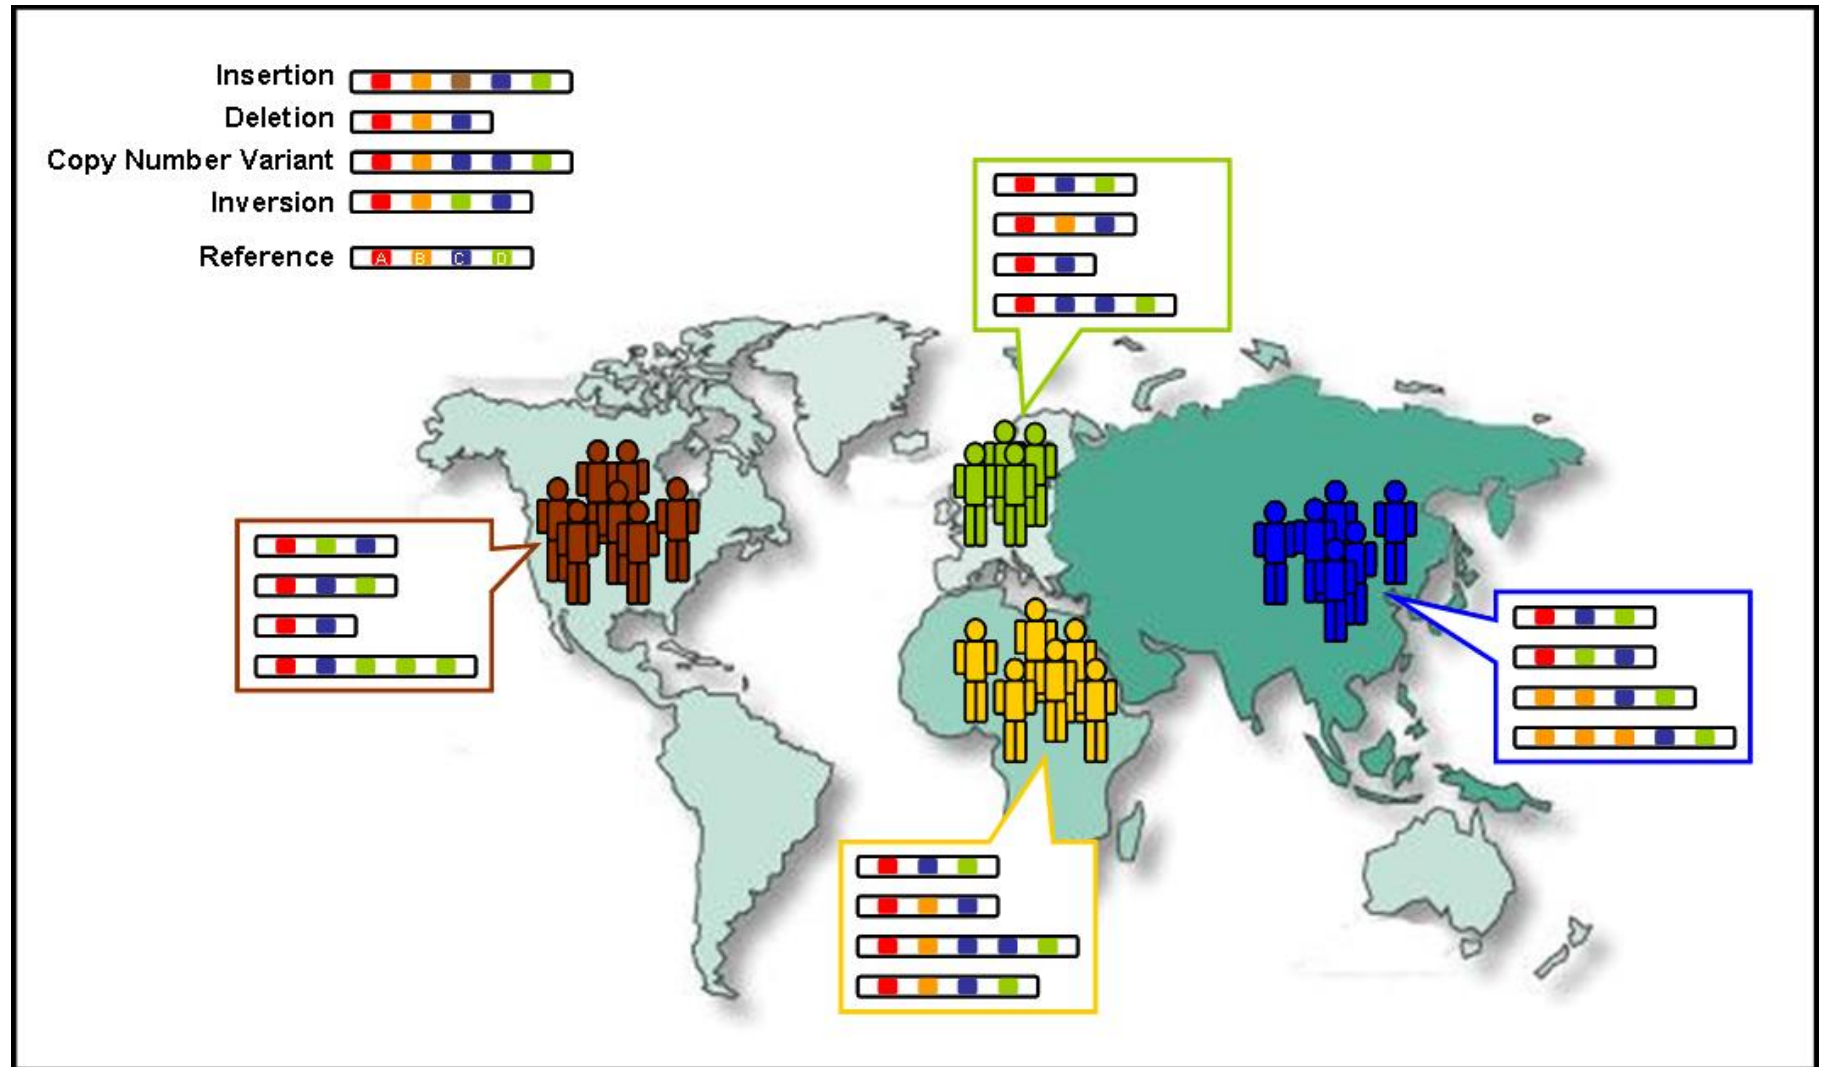 Insertion
Deletion
Copy Number Variant
Inversion
Reference A B C D